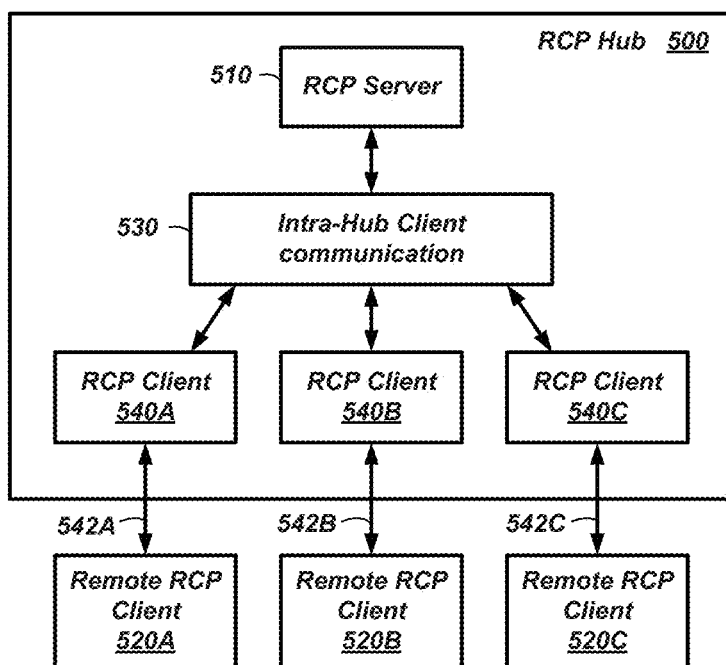 RCP Hub 500
510
RCP Server
530
Intra-Hub Client
communication
RCP Client
540A
RCP Client
540B
RCP Client
540C
542A
542B
542C
Remote RCP
Client
520A
Remote RCP
Client
520B
Remote RCP
Client
520C